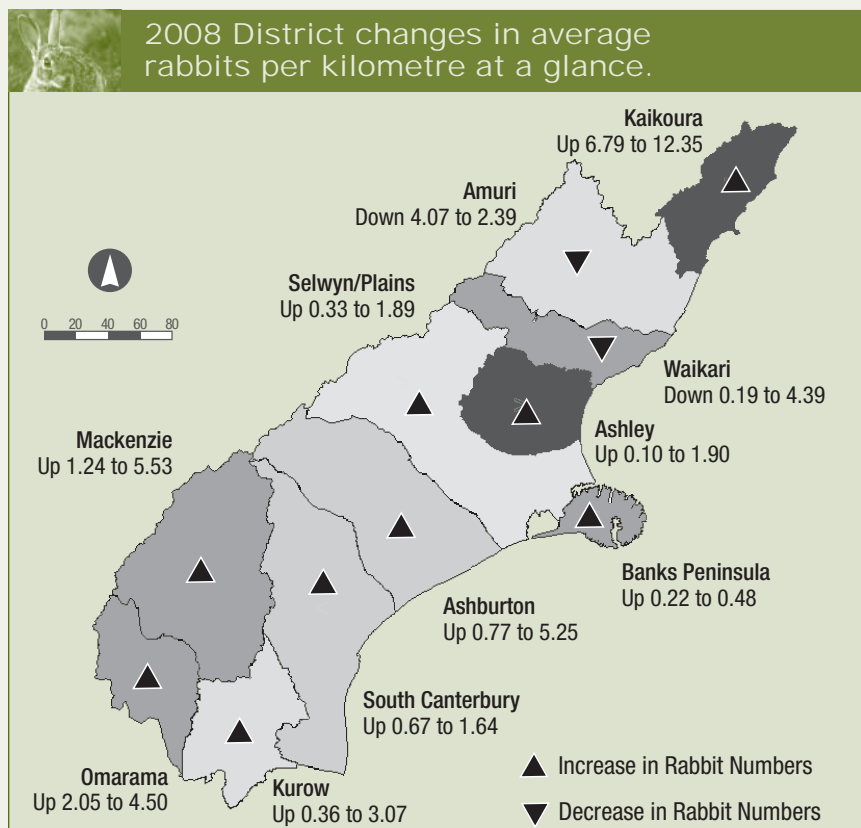 2008 District changes in average
rabbits per kilometre at a glance.
Kaikoura
Up 6.79 to 12.35
Amuri
Down 4.07 to 2.39
Selwyn/Plains
Up 0.33 to 1.89
0 20 40 60 80
Waikari
Down 0.19 to 4.39
Ashley
Up 0.10 to 1.90
Mackenzie
Up 1.24 to 5.53
Banks Peninsula
Up 0.22 to 0.48
Ashburton
Up 0.77 to 5.25
South Canterbury
Up 0.67 to 1.64
Omarama
Up 2.05 to 4.50
Kurow
Up 0.36 to 3.07
Increase in Rabbit Numbers
Decrease in Rabbit Numbers